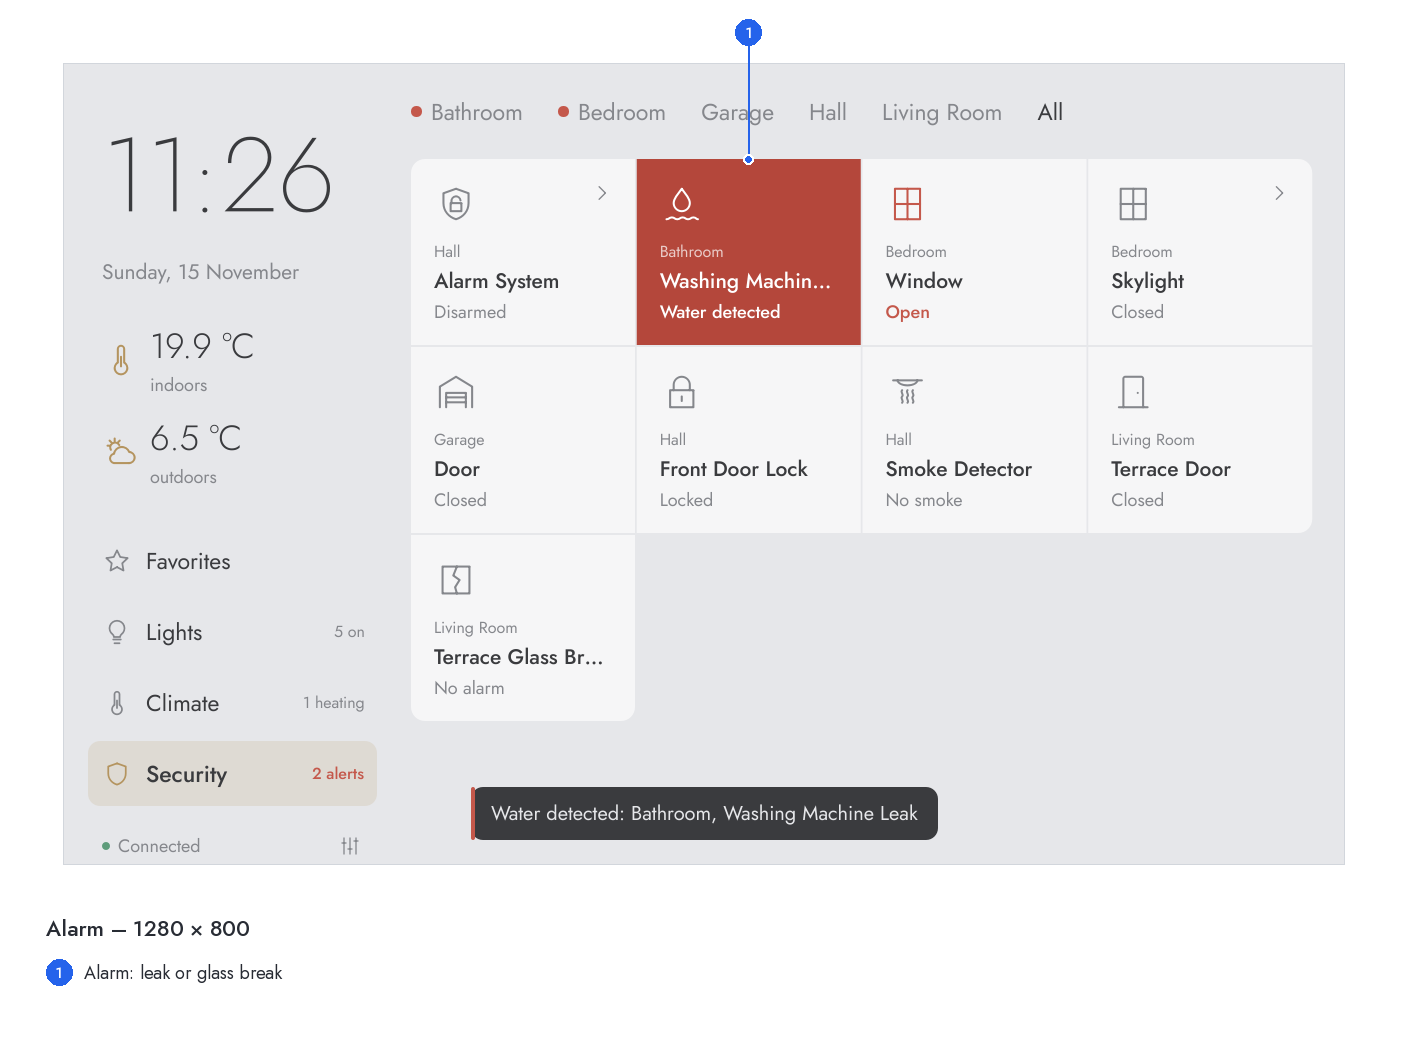 1
Bathroom
Bedroom
Garage
Hall
Living Room
All
11:26
Sunday, 15 November
19.9 °C
indoors
6.5 °C
outdoors
Favorites
Lights
5 on
Climate
1 heating
Security
2 alerts
Connected
Hall
Alarm System
Disarmed
Bathroom
Washing Machin...
Water detected
Bedroom
Window
Open
Bedroom
Skylight
Closed
Garage
Door
Closed
Hall
Front Door Lock
Locked
Hall
Smoke Detector
No smoke
Living Room
Terrace Door
Closed
Living Room
Terrace Glass Br...
No alarm
Water detected: Bathroom, Washing Machine Leak
Alarm – 1280 × 800
1 Alarm: leak or glass break